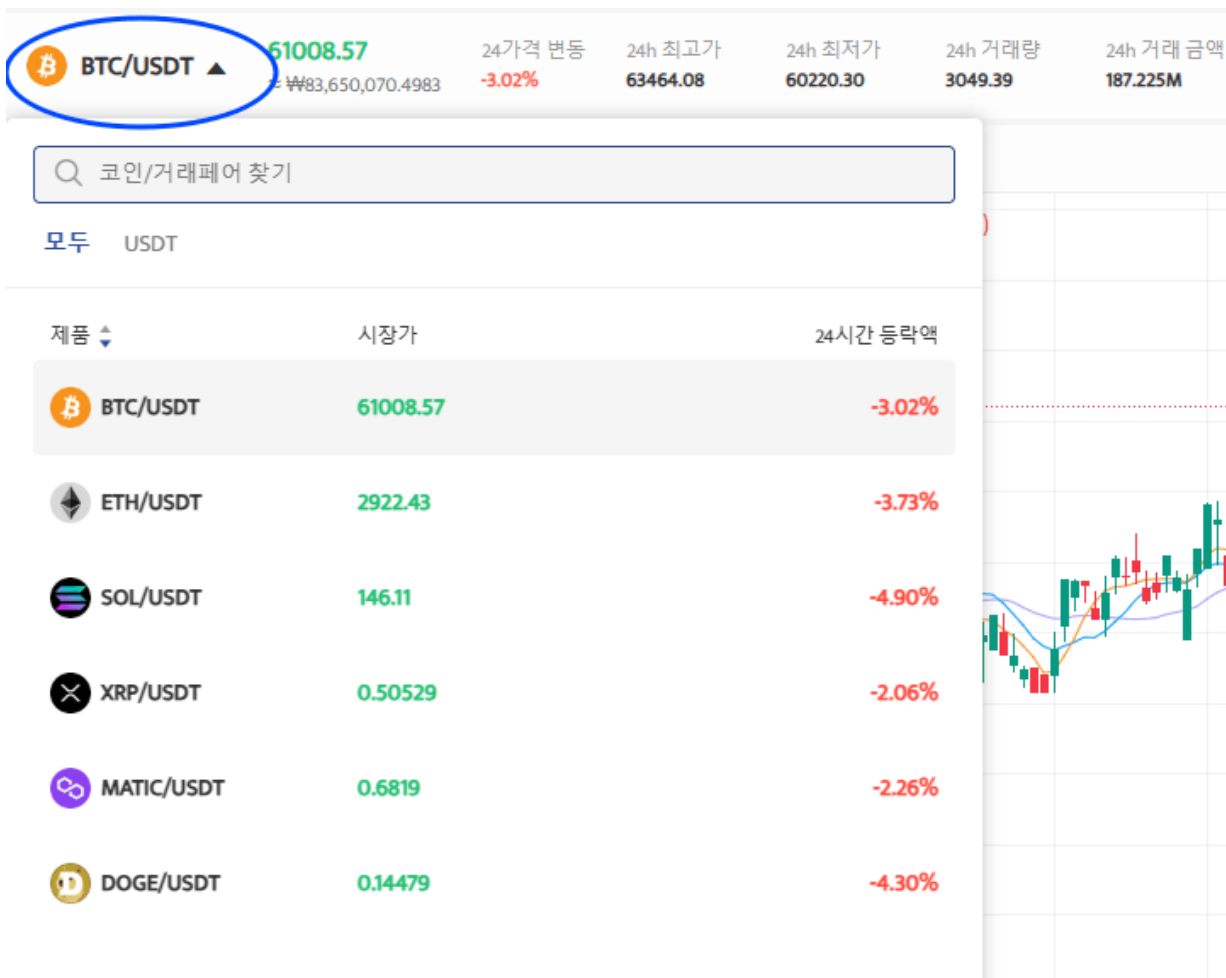 BTC/USDT ▲
61008.57
≈ ₩83,650,070.4983
24가격 변동
-3.02%
24h 최고가
63464.08
24h 최저가
60220.30
24h 거래량
3049.39
24h 거래 금액
187.225M
코인/거래페어 찾기
모두 USDT
제품 시장가 24시간 등락액
BTC/USDT 61008.57 -3.02%
ETH/USDT 2922.43 -3.73%
SOL/USDT 146.11 -4.90%
XRP/USDT 0.50529 -2.06%
MATIC/USDT 0.6819 -2.26%
DOGE/USDT 0.14479 -4.30%